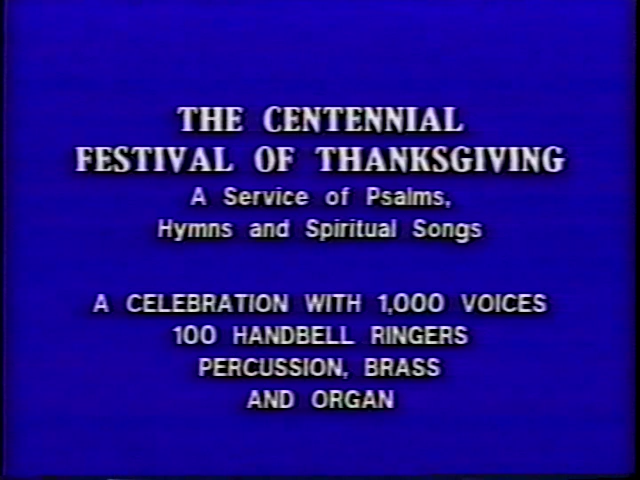 THE CENTENNIAL
FESTIVAL OF THANKSGIVING
A Service of Psalms,
Hymns and Spiritual Songs
A CELEBRATION WITH 1,000 VOICES
100 HANDBELL RINGERS
PERCUSSION, BRASS
AND ORGAN